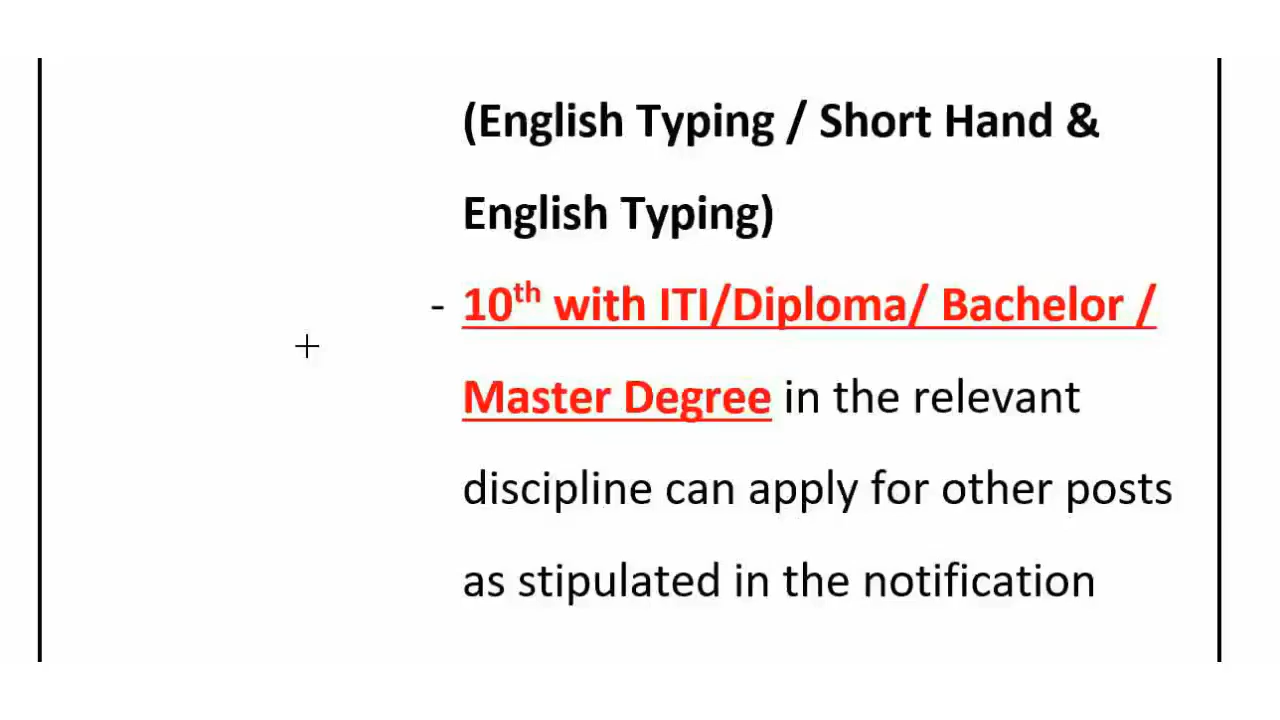 (English Typing / Short Hand &
English Typing)
- 10th with ITI/Diploma/ Bachelor /
Master Degree in the relevant
discipline can apply for other posts
as stipulated in the notification